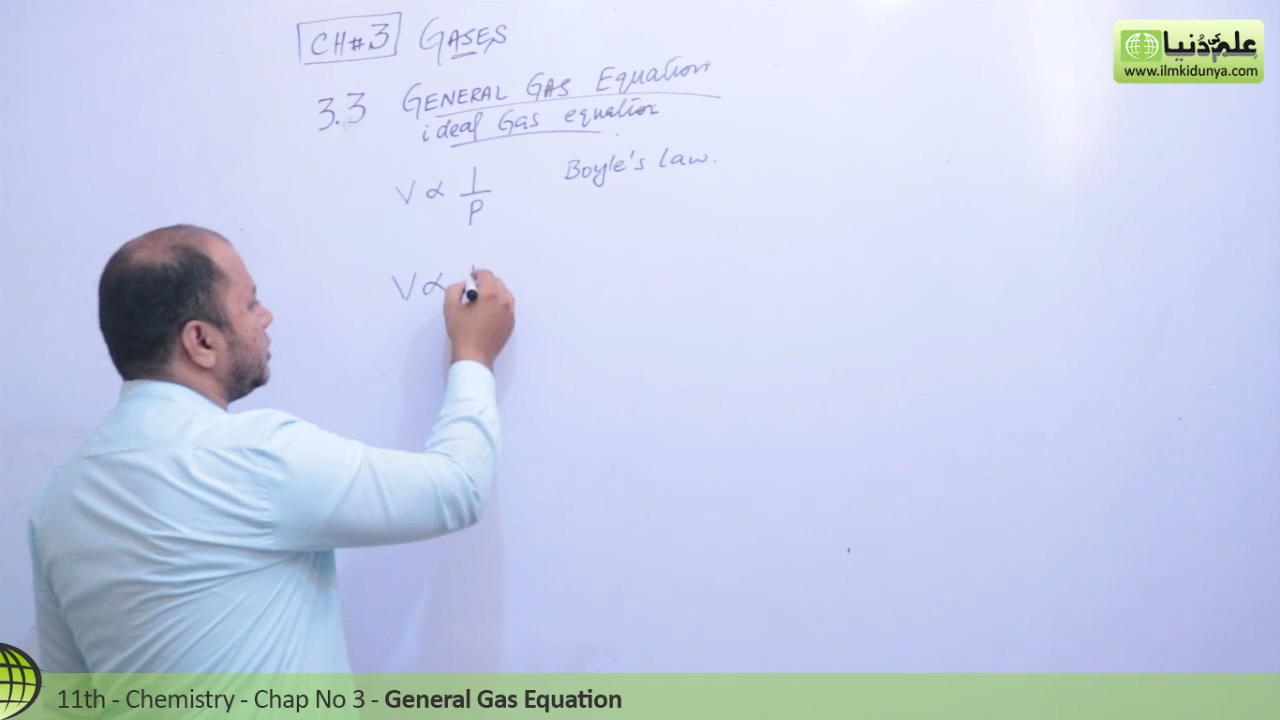 CH#3 GASES
علم کی دُنیا
www.ilmkidunya.com
3.3 GENERAL GAS Equation
ideal Gas equation
V ∝ 1/P Boyle's law.
V ∝
11th - Chemistry - Chap No 3 - General Gas Equation